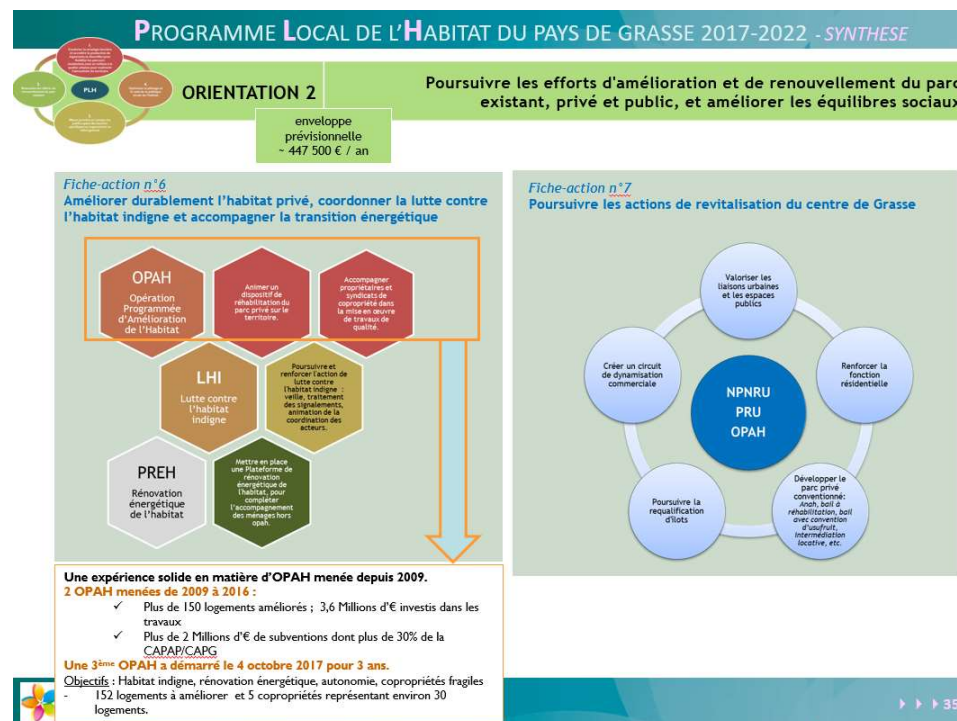 PROGRAMME LOCAL DE L'HABITAT DU PAYS DE GRASSE 2017-2022 - SYNTHESE
PLH
ORIENTATION 2
Poursuivre les efforts d'amélioration et de renouvellement du parc
existant, privé et public, et améliorer les équilibres sociaux
enveloppe
prévisionnelle
~ 447 500 € / an
Fiche-action n°6
Améliorer durablement l'habitat privé, coordonner la lutte contre
l'habitat indigne et accompagner la transition énergétique
OPAH
Opération
Programmée
d'Amélioration
de l'Habitat
Animer un
dispositif de
réhabilitation du
parc privé sur le
territoire.
Accompagner
propriétaires et
syndicats de
copropriété dans
la mise en œuvre
de travaux de
qualité.
LHI
Lutte contre
l'habitat
indigne
Poursuivre et
renforcer l'action de
lutte contre
l'habitat indigne :
veille, traitement
des signalements,
animation de la
coordination des
acteurs.
PREH
Rénovation
énergétique
de l'habitat
Mettre en place
une Plateforme de
rénovation
énergétique de
l'habitat, pour
compléter
l'accompagnement
des ménages hors
opah.
Une expérience solide en matière d'OPAH menée depuis 2009.
2 OPAH menées de 2009 à 2016 :
✓ Plus de 150 logements améliorés ; 3,6 Millions d'€ investis dans les
travaux
✓ Plus de 2 Millions d'€ de subventions dont plus de 30% de la
CAPAP/CAPG
Une 3ème OPAH a démarré le 4 octobre 2017 pour 3 ans.
Objectifs : Habitat indigne, rénovation énergétique, autonomie, copropriétés fragiles
- 152 logements à améliorer et 5 copropriétés représentant environ 30
logements.
Fiche-action n°7
Poursuivre les actions de revitalisation du centre de Grasse
Valoriser les
liaisons urbaines
et les espaces
publics
Créer un circuit
de dynamisation
commerciale
Renforcer la
fonction
résidentielle
NPNRU
PRU
OPAH
Poursuivre la
requalification
d'ilots
Développer le
parc privé
conventionné:
Anah, bail à
réhabilitation, bail
avec convention
d'usufruit,
Intermédiation
locative, etc.
35